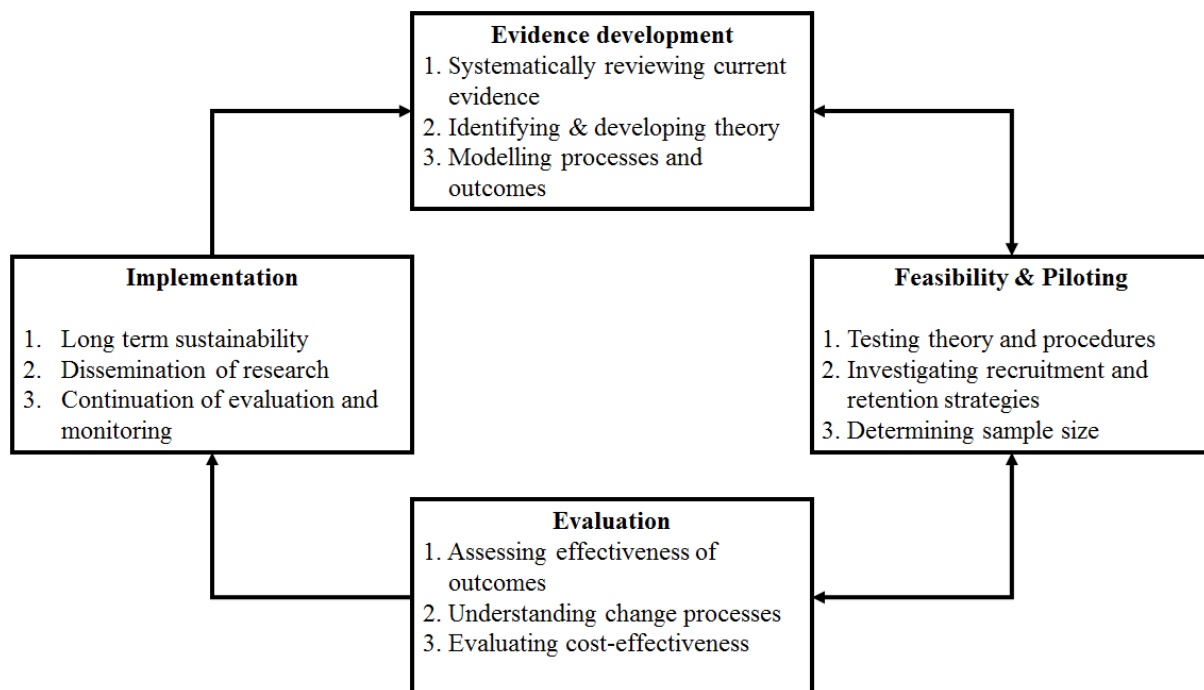 Evidence development
1. Systematically reviewing current
evidence
2. Identifying & developing theory
3. Modelling processes and
outcomes
Implementation
1. Long term sustainability
2. Dissemination of research
3. Continuation of evaluation and
monitoring
Feasibility & Piloting
1. Testing theory and procedures
2. Investigating recruitment and
retention strategies
3. Determining sample size
Evaluation
1. Assessing effectiveness of
outcomes
2. Understanding change processes
3. Evaluating cost-effectiveness